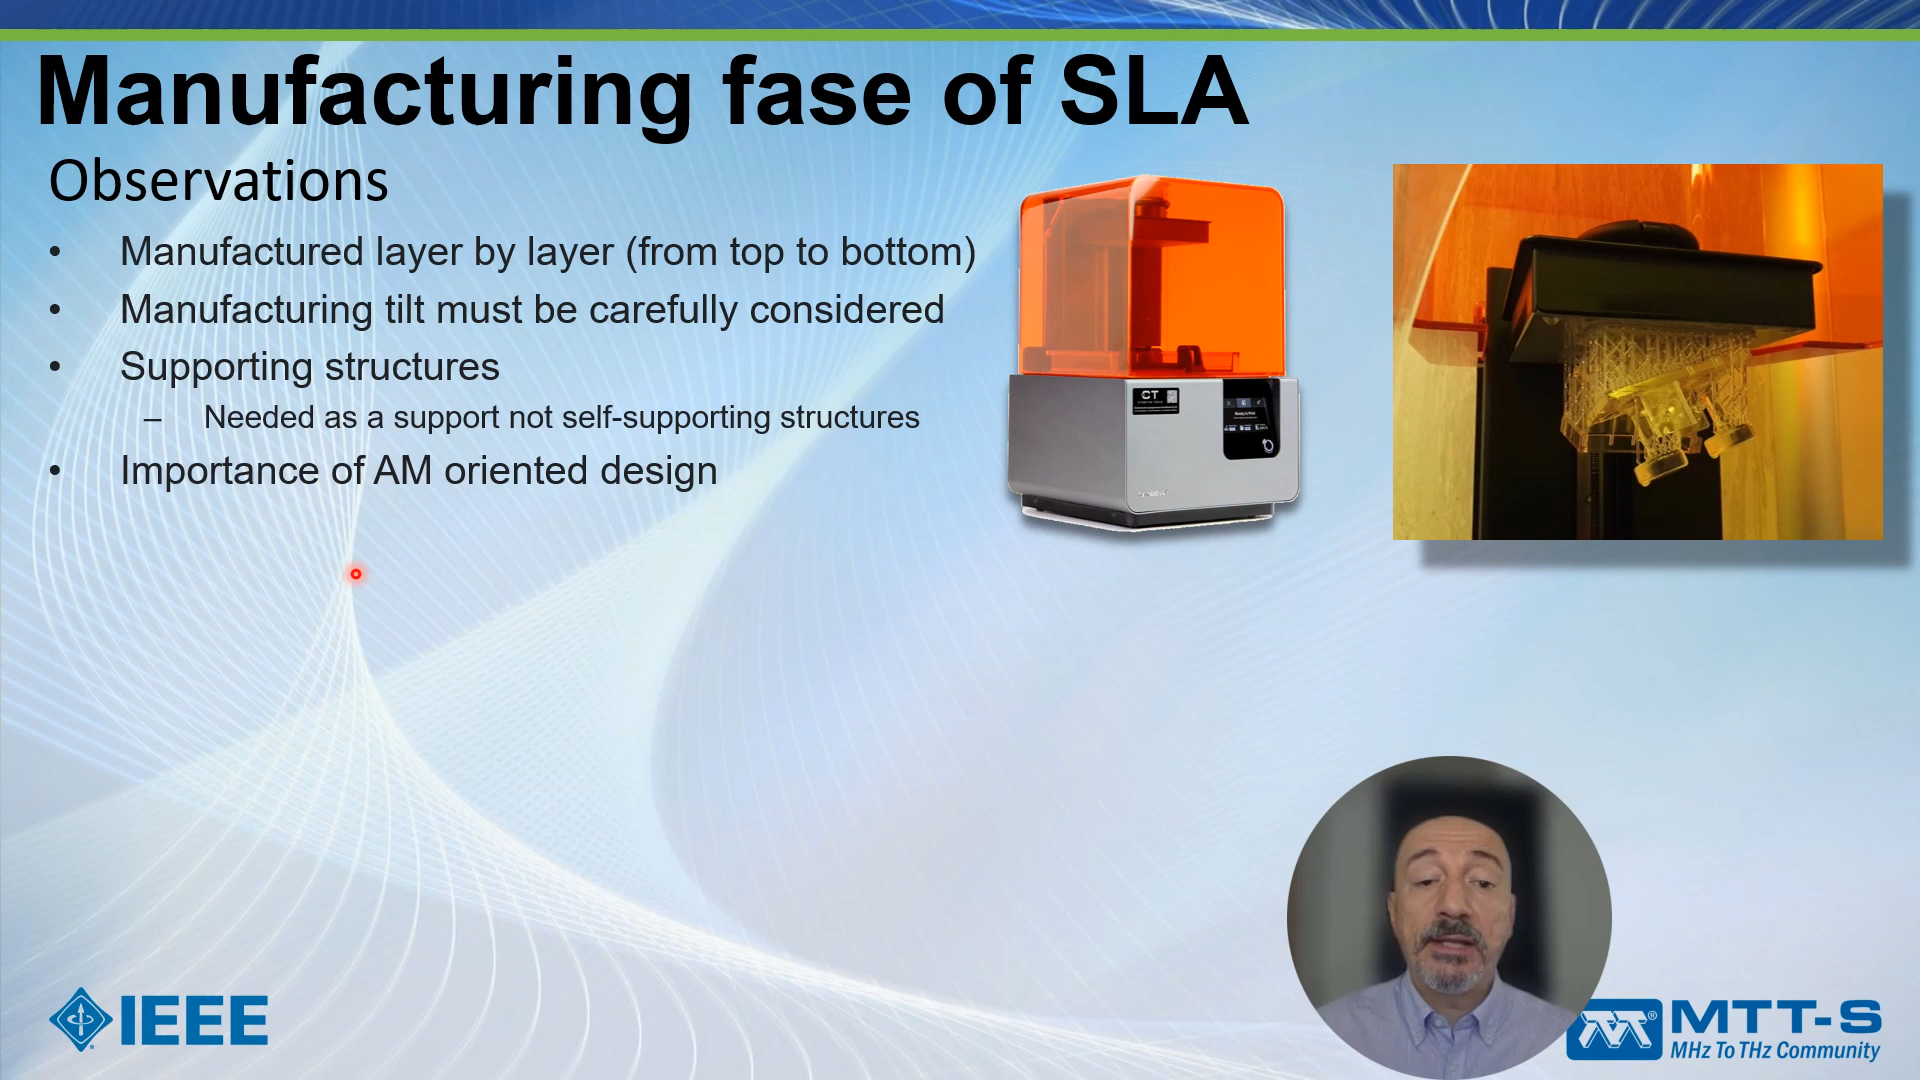 Manufacturing fase of SLA
Observations
• Manufactured layer by layer (from top to bottom)
• Manufacturing tilt must be carefully considered
• Supporting structures
– Needed as a support not self-supporting structures
• Importance of AM oriented design
CT
IEEE
MTT-S
MHz To THz Community